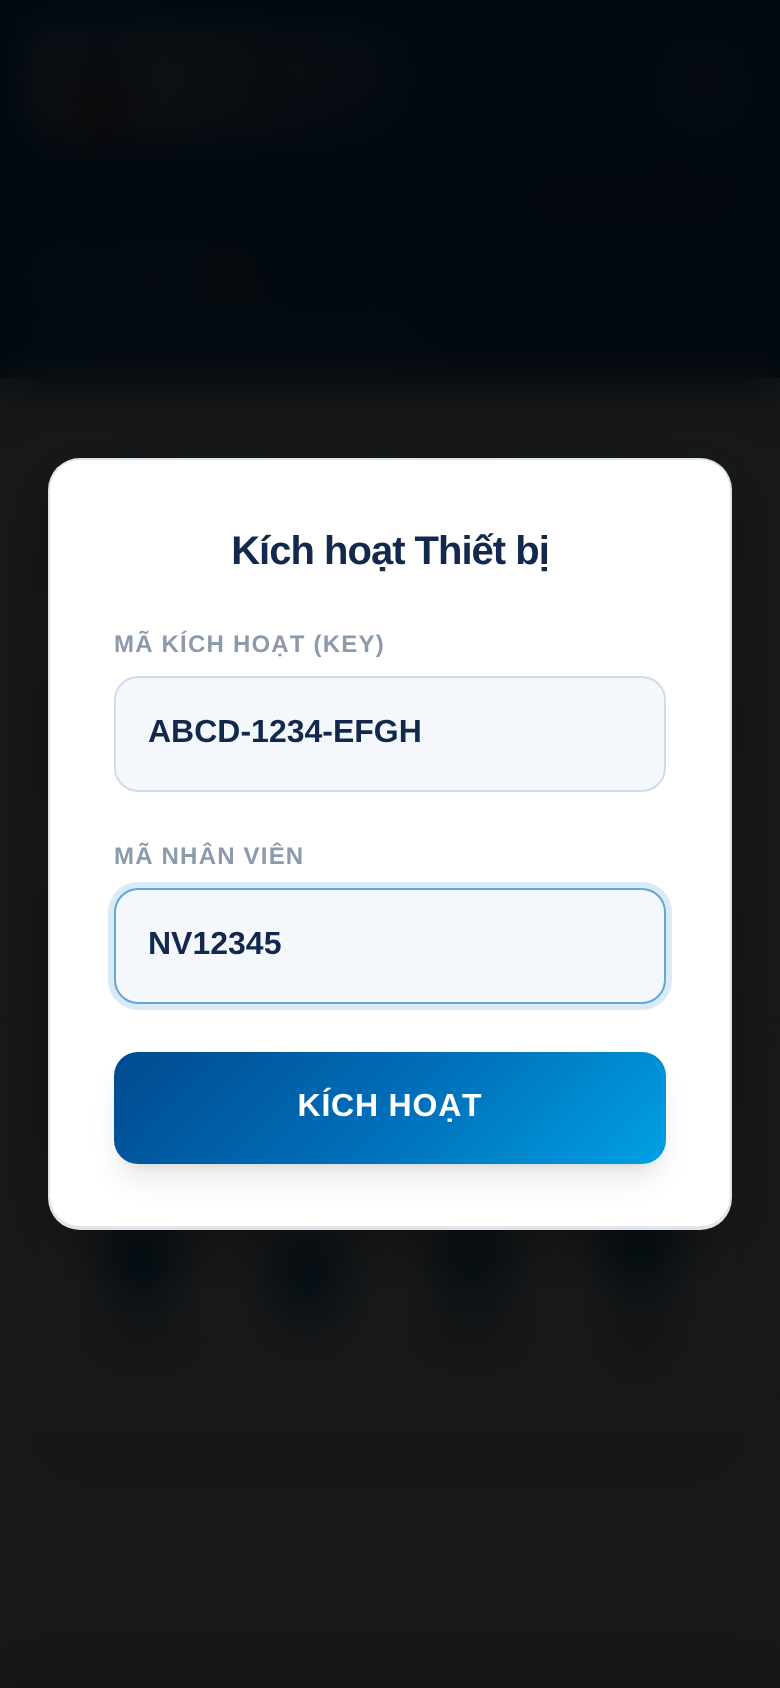 Kích hoạt Thiết bị
MÃ KÍCH HOẠT (KEY)
ABCD-1234-EFGH
MÃ NHÂN VIÊN
NV12345
KÍCH HOẠT